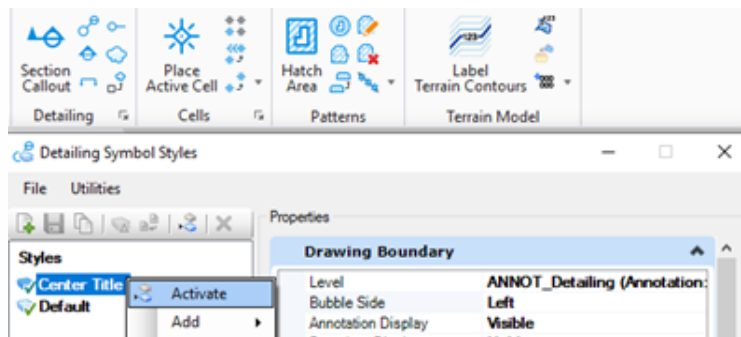 Section
Callout
Place
Active Cell
Hatch
Area
Label
Terrain Contours
Detailing
Cells
Patterns
Terrain Model
Detailing Symbol Styles
File Utilities
Properties
Styles
Drawing Boundary
Center Title
Activate
Level ANNOT_Detailing (Annotation:
Default
Add
Bubble Side Left
Annotation Display Visible